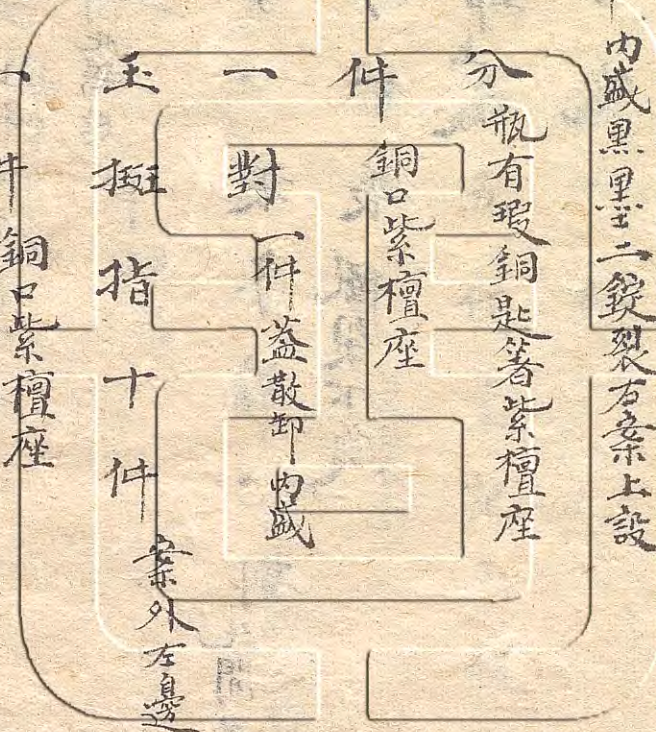 內盛黑墨二錠裂右案上設
分瓶有瑕銅匙箸紫檀座
件銅口紫檀座
一對一件蓋散卸內盛
玉搬指十件案外左邊
件銅口紫檀座